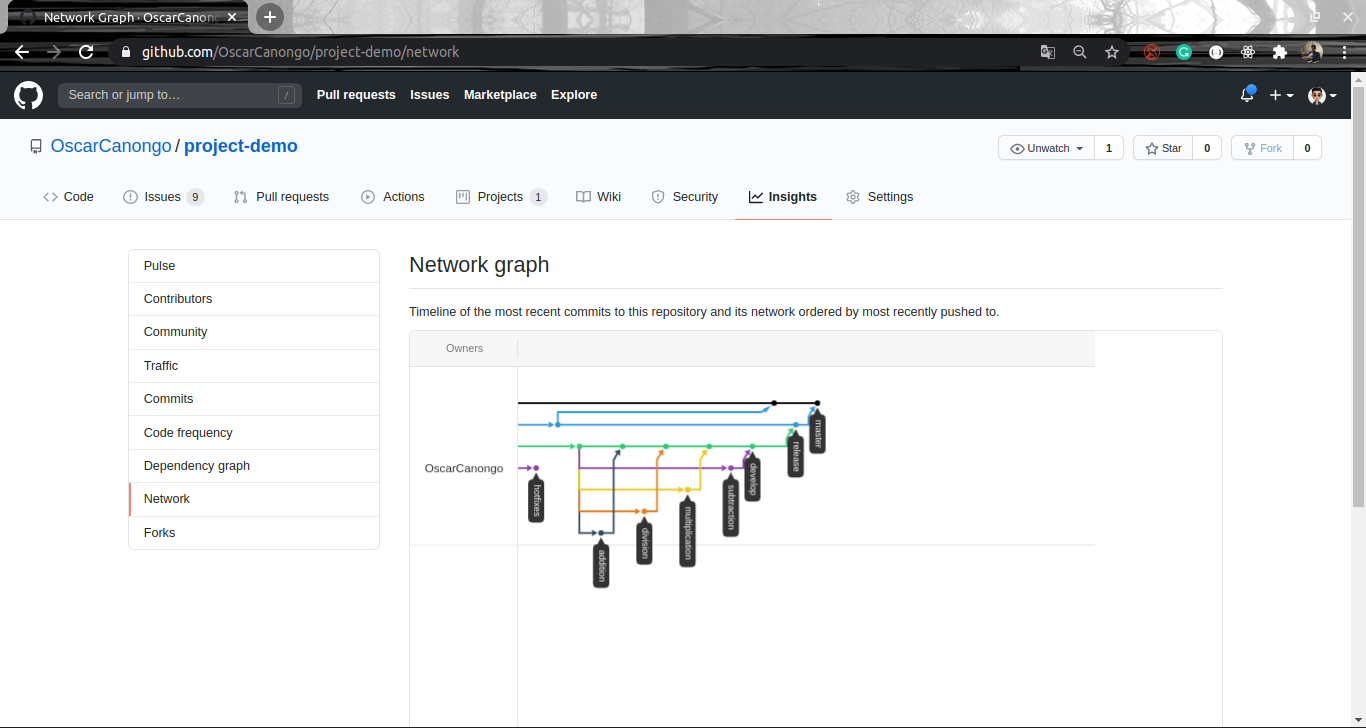 Network Graph · OscarCanon
github.com/OscarCanongo/project-demo/network
Search or jump to…
/
Pull requests
Issues
Marketplace
Explore
OscarCanongo / project-demo
Unwatch
1
Star
0
Fork
0
Code
Issues 9
Pull requests
Actions
Projects 1
Wiki
Security
Insights
Settings
Pulse
Contributors
Community
Traffic
Commits
Code frequency
Dependency graph
Network
Forks
Network graph
Timeline of the most recent commits to this repository and its network ordered by most recently pushed to.
Owners
OscarCanongo
master
release
develop
hotfixes
subtraction
multiplication
division
addition